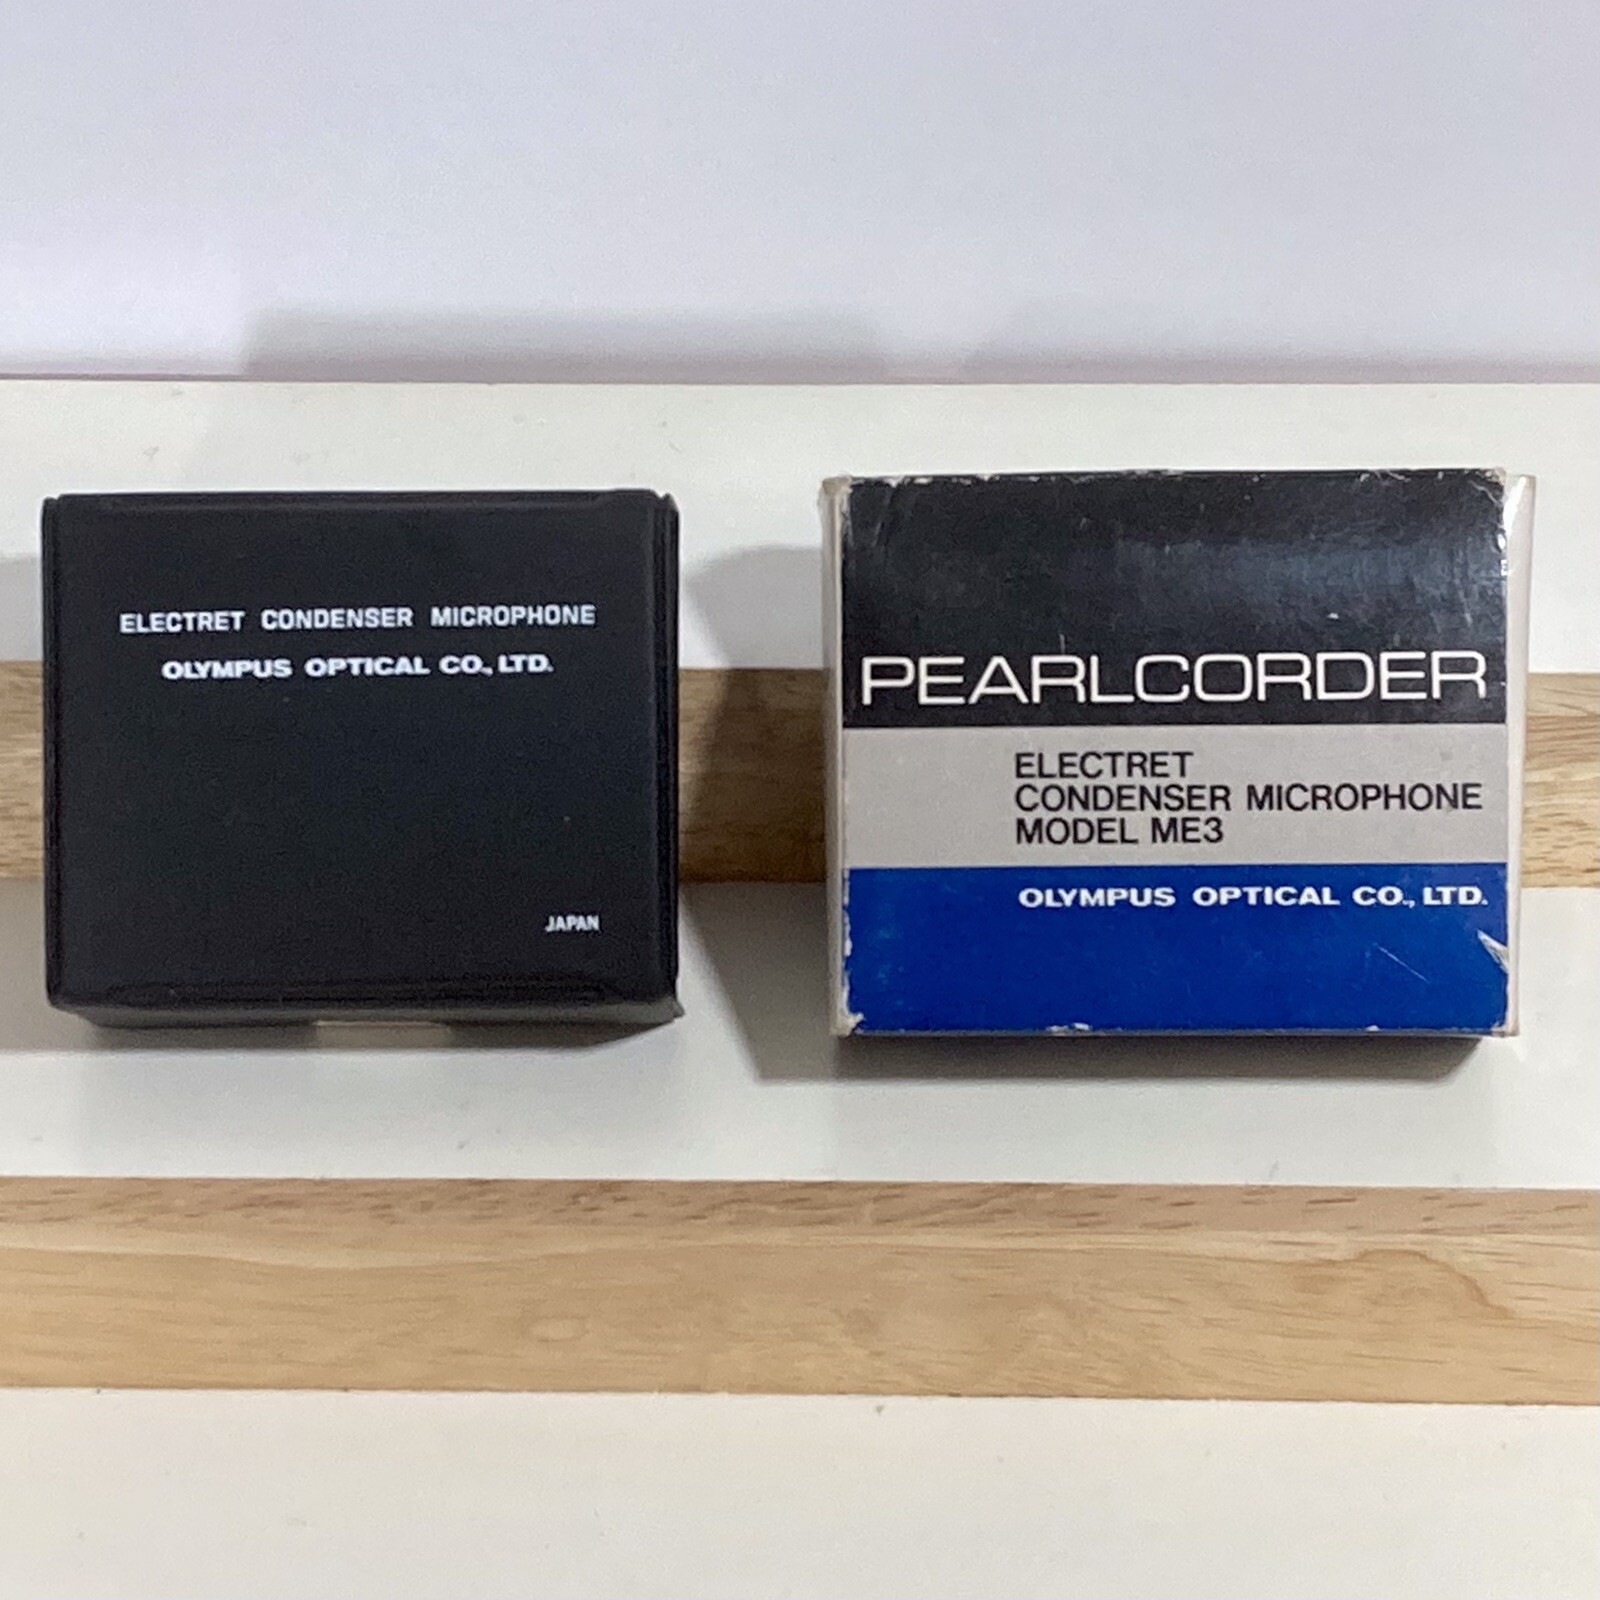 ELECTRET CONDENSER MICROPHONE
OLYMPUS OPTICAL CO., LTD.
JAPAN
PEARLCORDER
ELECTRET
CONDENSER MICROPHONE
MODEL ME3
OLYMPUS OPTICAL CO., LTD.